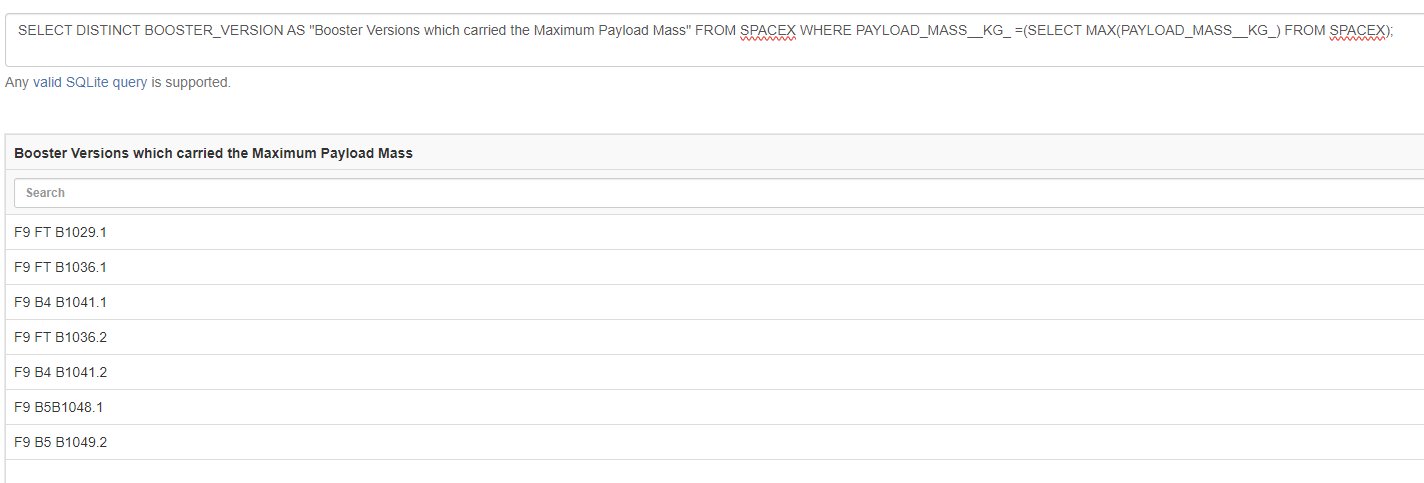 SELECT DISTINCT BOOSTER_VERSION AS "Booster Versions which carried the Maximum Payload Mass" FROM SPACEX WHERE PAYLOAD_MASS__KG_ =(SELECT MAX(PAYLOAD_MASS__KG_) FROM SPACEX);
Any valid SQLite query is supported.
Booster Versions which carried the Maximum Payload Mass
Search
F9 FT B1029.1
F9 FT B1036.1
F9 B4 B1041.1
F9 FT B1036.2
F9 B4 B1041.2
F9 B5B1048.1
F9 B5 B1049.2